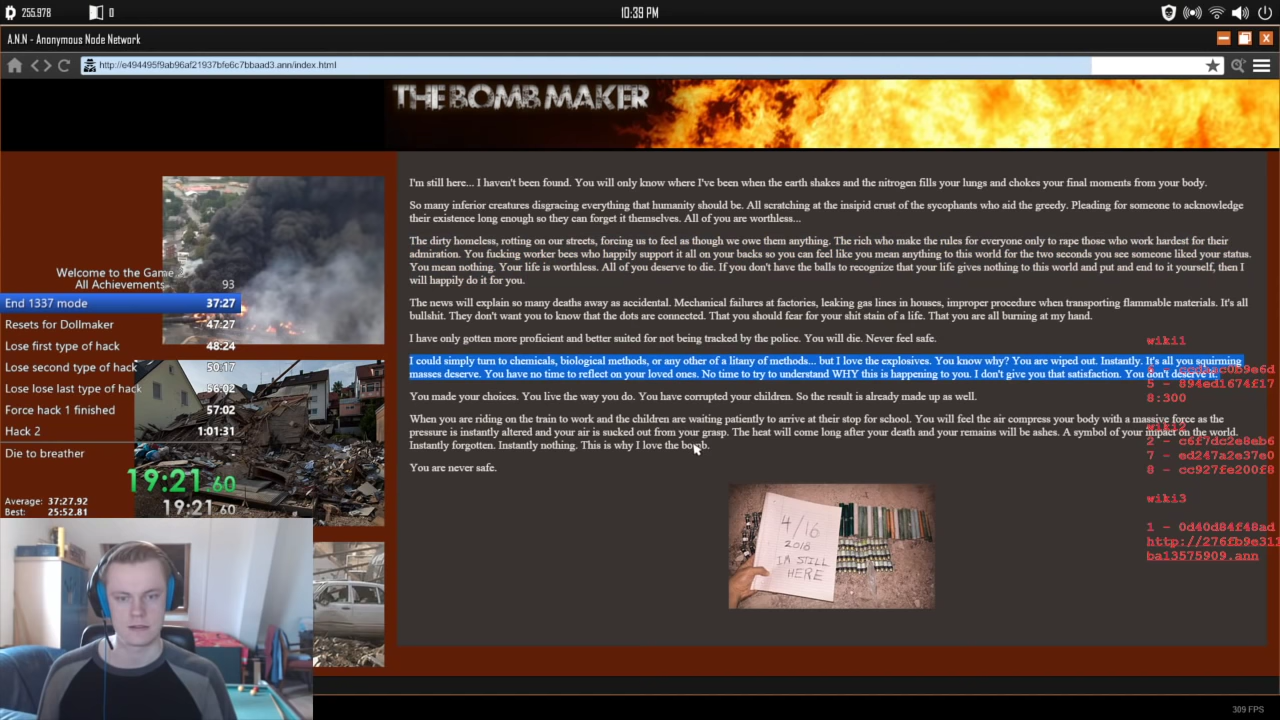 255.978
0
10:39 PM
A.N.N - Anonymous Node Network
http://e494495f9ab96af21937bfe6c7bbaad3.ann/index.html
THE BOMB MAKER
I'm still here... I haven't been found. You will only know where I've been when the earth shakes and the nitrogen fills your lungs and chokes your final moments from your body.
So many inferior creatures disgracing everything that humanity should be. All scratching at the insipid crust of the sycophants who aid the greedy. Pleading for someone to acknowledge
their existence long enough so they can forget it themselves. All of you are worthless...
The dirty homeless, rotting on our streets, forcing us to feel as though we owe them anything. The rich who make the rules for everyone only to rape those who work hardest for their
admiration. You fucking worker bees who happily support it all on your backs so you can feel like you mean anything to this world for the two seconds you see someone liked your status.
You mean nothing. Your life is worthless. All of you deserve to die. If you don't have the balls to recognize that your life gives nothing to this world and put and end to it yourself, then I
will happily do it for you.
The news will explain so many deaths away as accidental. Mechanical failures at factories, leaking gas lines in houses, improper procedure when transporting flammable materials. It's all
bullshit. They don't want you to know that the dots are connected. That you should fear for your shit stain of a life. That you are all burning at my hand.
I have only gotten more proficient and better suited for not being tracked by the police. You will die. Never feel safe.
I could simply turn to chemicals, biological methods, or any other of a litany of methods... but I love the explosives. You know why? You are wiped out. Instantly. It's all you squirming
masses deserve. You have no time to reflect on your loved ones. No time to try to understand WHY this is happening to you. I don't give you that satisfaction. You don't deserve it.
You made your choices. You live the way you do. You have corrupted your children. So the result is already made up as well.
When you are riding on the train to work and the children are waiting patiently to arrive at their stop for school. You will feel the air compress your body with a massive force as the
pressure is instantly altered and your air is sucked out from your grasp. The heat will come long after your death and your remains will be ashes. A symbol of your impact on the world.
Instantly forgotten. Instantly nothing. This is why I love the bomb.
You are never safe.
4/16
2018
IM STILL
HERE
Welcome to the Game
All Achievements 93
End 1337 mode 37:27
Resets for Dollmaker 47:27
Lose first type of hack 48:24
Lose second type of hack 50:17
Lose lose last type of hack 56:02
Force hack 1 finished 57:02
Hack 2 1:01:31
Die to breather
19:21.60
19:21.60
Average: 37:27.92
Best: 25:52.81
wiki1
5 - 894ed1674f17
8:300
wiki2
2 - c6f7dc2e8eb6
7 - ed247a2e37e0
8 - cc927fe200f8
wiki3
1 - 0d40d84f48ad
http://276fb9e31
ba13575909.ann
309 FPS